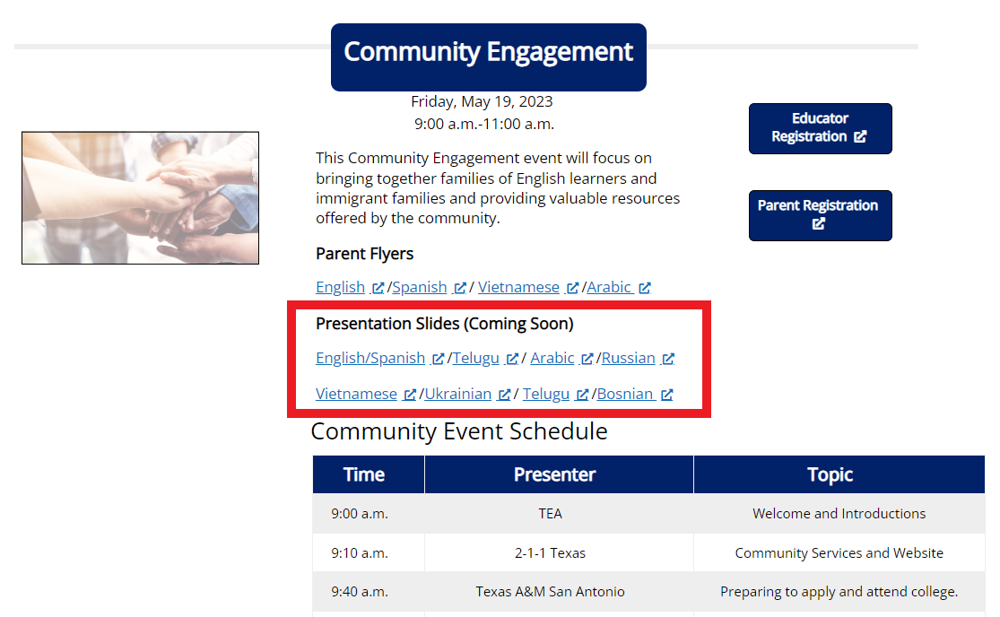 Community Engagement
Friday, May 19, 2023
9:00 a.m.-11:00 a.m.
Educator
Registration
This Community Engagement event will focus on
bringing together families of English learners and
immigrant families and providing valuable resources
offered by the community.
Parent Registration
Parent Flyers
English /Spanish / Vietnamese /Arabic
Presentation Slides (Coming Soon)
English/Spanish /Telugu / Arabic /Russian
Vietnamese /Ukrainian / Telugu /Bosnian
Community Event Schedule
Time Presenter Topic
9:00 a.m. TEA Welcome and Introductions
9:10 a.m. 2-1-1 Texas Community Services and Website
9:40 a.m. Texas A&M San Antonio Preparing to apply and attend college.